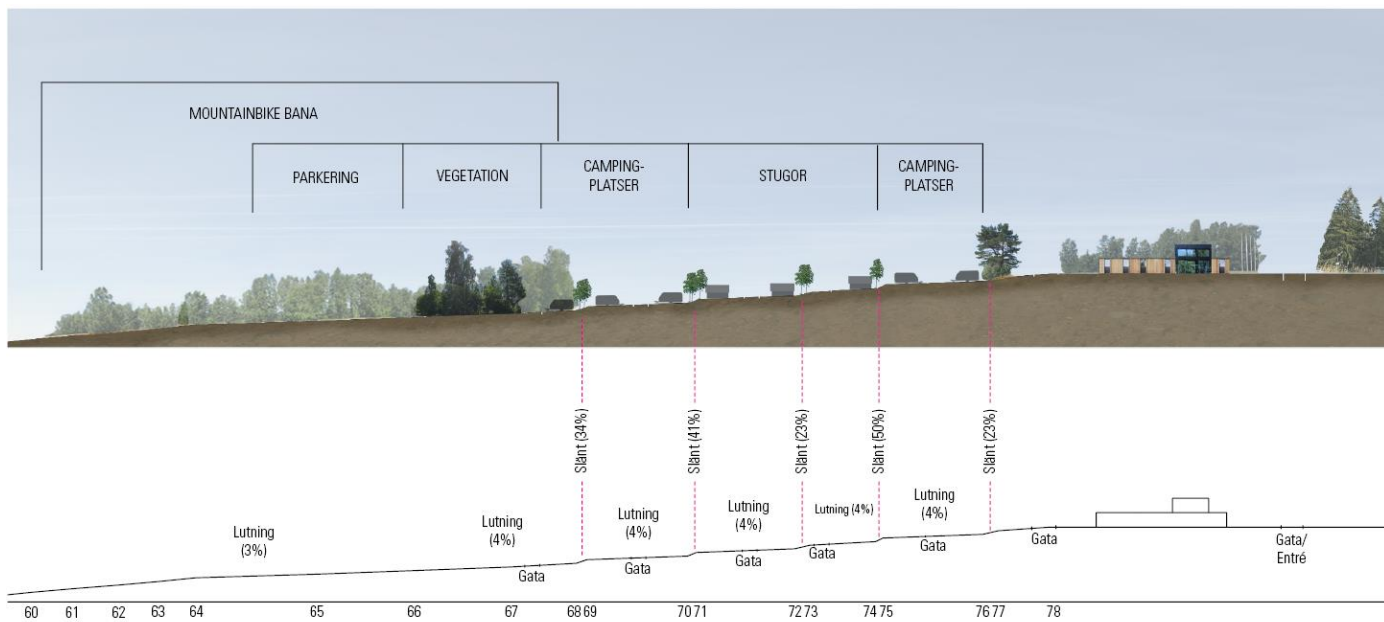 MOUNTAINBIKE BANA
PARKERING
VEGETATION
CAMPING-
PLATSER
STUGOR
CAMPING-
PLATSER
Slänt (34%)
Slänt (41%)
Slänt (23%)
Slänt (50%)
Slänt (23%)
Lutning
(3%)
Lutning
(4%)
Lutning
(4%)
Lutning
(4%)
Lutning (4%)
Lutning
(4%)
Gata
Gata
Gata
Gata
Gata
Gata
Gata/
Entré
60 61 62 63 64 65 66 67 68 69 70 71 72 73 74 75 76 77 78